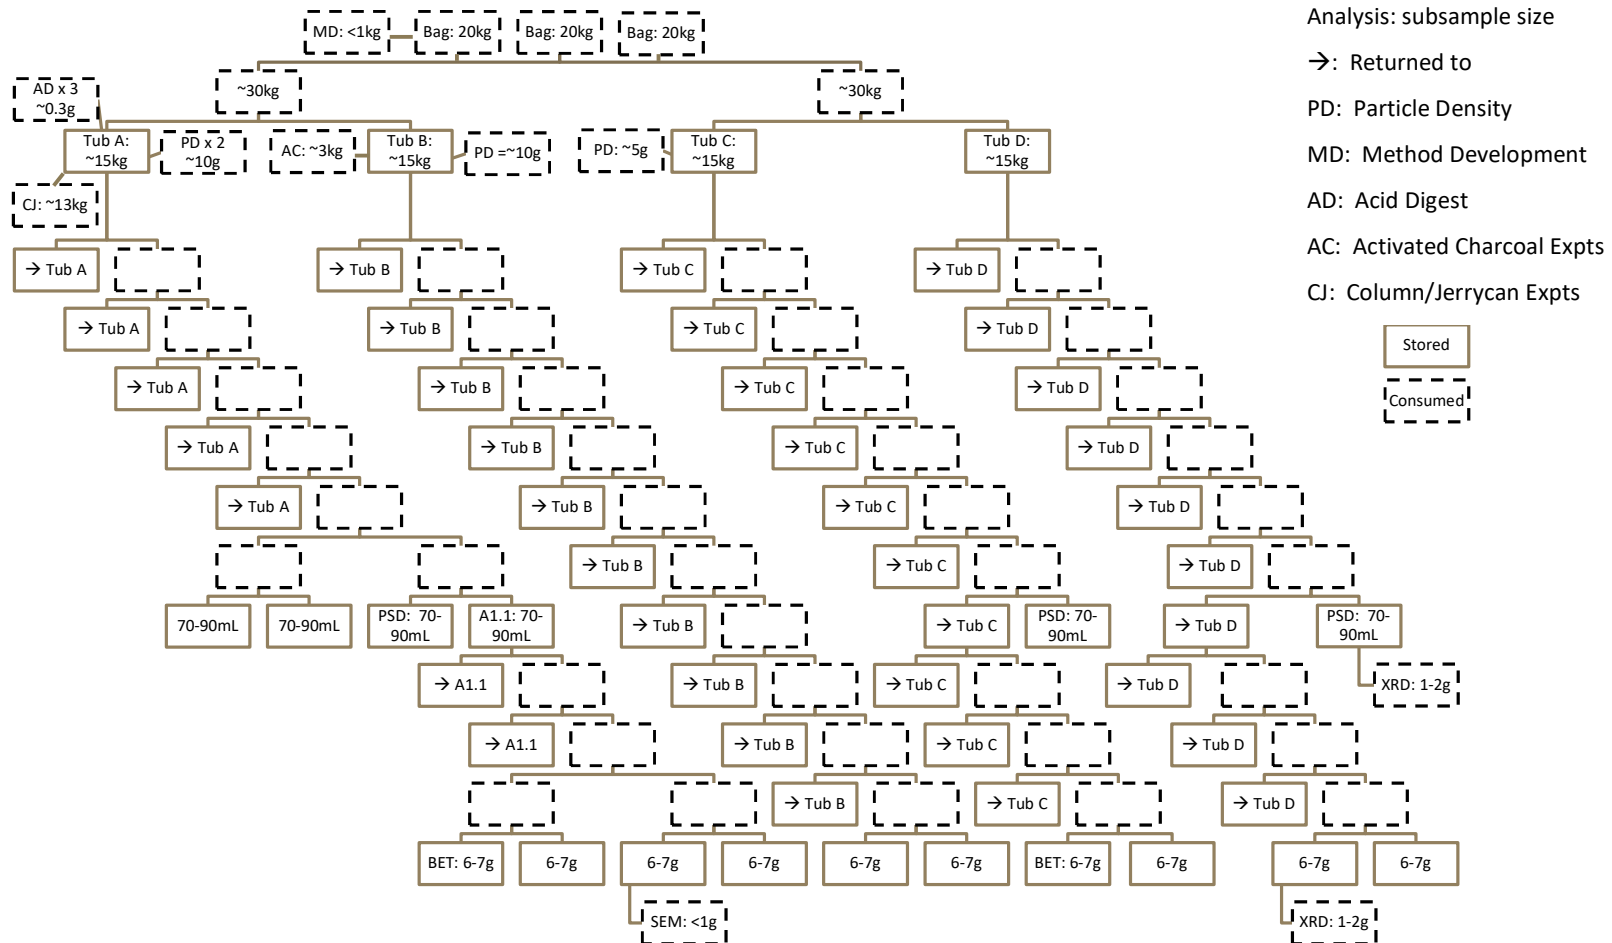 Analysis: subsample size
MD: <1kg
Bag: 20kg
Bag: 20kg
Bag: 20kg
→: Returned to
~30kg
~30kg
AD x 3
~0.3g
PD: Particle Density
Tub A:
~15kg
PD x 2
~10g
AC: ~3kg
Tub B:
~15kg
PD =~10g
PD: ~5g
Tub C:
~15kg
Tub D:
~15kg
MD: Method Development
CJ: ~13kg
AD: Acid Digest
AC: Activated Charcoal Expts
→ Tub A
→ Tub B
→ Tub C
→ Tub D
CJ: Column/Jerrycan Expts
→ Tub A
→ Tub B
→ Tub C
→ Tub D
Stored
→ Tub A
→ Tub B
→ Tub C
→ Tub D
Consumed
→ Tub A
→ Tub B
→ Tub C
→ Tub D
→ Tub A
→ Tub B
→ Tub C
→ Tub D
→ Tub B
→ Tub C
→ Tub D
70-90mL
70-90mL
PSD: 70-
90mL
A1.1: 70-
90mL
→ Tub B
→ Tub C
PSD: 70-
90mL
→ Tub D
PSD: 70-
90mL
→ A1.1
→ Tub B
→ Tub C
→ Tub D
XRD: 1-2g
→ A1.1
→ Tub B
→ Tub C
→ Tub D
→ Tub B
→ Tub C
→ Tub D
BET: 6-7g
6-7g
6-7g
6-7g
6-7g
6-7g
BET: 6-7g
6-7g
6-7g
6-7g
SEM: <1g
XRD: 1-2g